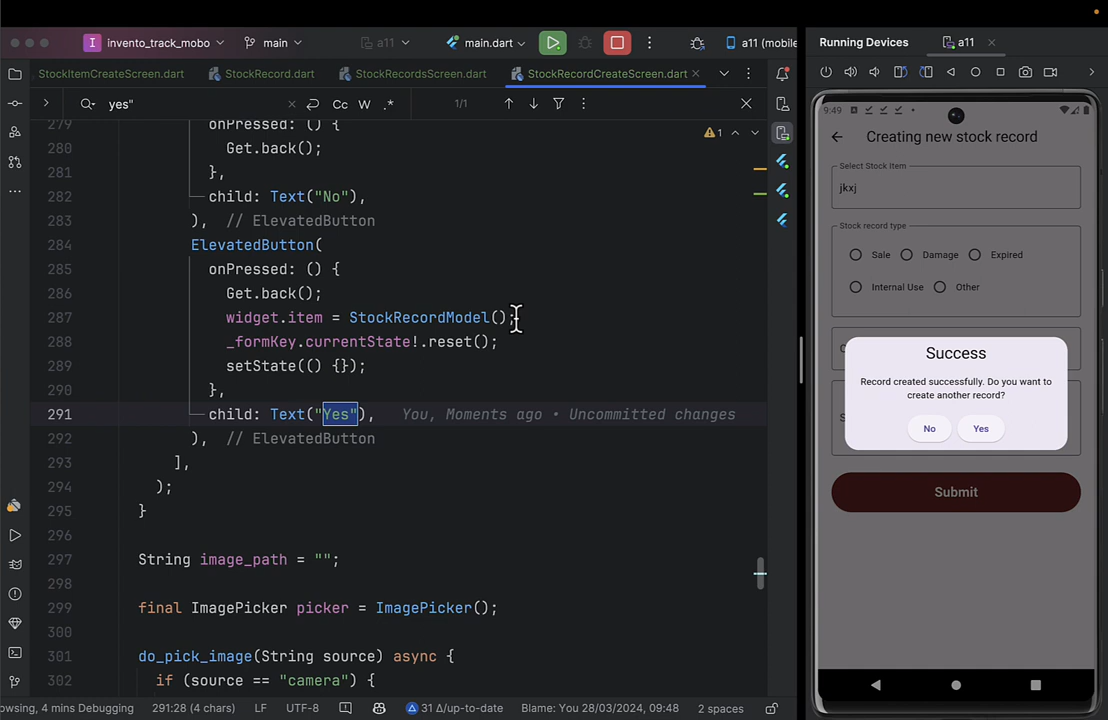 invento_track_mobo
main
a11
main.dart
a11 (mobile
Running Devices
a11
StockItemCreateScreen.dart
StockRecord.dart
StockRecordsScreen.dart
StockRecordCreateScreen.dart
yes"
Cc
W
.*
1/1
1
279 onPressed: () {
280 Get.back();
281 },
282 child: Text("No"),
283 ), // ElevatedButton
284 ElevatedButton(
285 onPressed: () {
286 Get.back();
287 widget.item = StockRecordModel();
288 _formKey.currentState!.reset();
289 setState(() {});
290 },
291 child: Text("Yes"), You, Moments ago • Uncommitted changes
292 ), // ElevatedButton
293 ],
294 );
295 }
296
297 String image_path = "";
298
299 final ImagePicker picker = ImagePicker();
300
301 do_pick_image(String source) async {
302 if (source == "camera") {
owsing, 4 mins Debugging
291:28 (4 chars)
LF
UTF-8
31 Δ/up-to-date
Blame: You 28/03/2024, 09:48
2 spaces
9:49
Creating new stock record
Select Stock Item
jkxj
Stock record type
Sale
Damage
Expired
Internal Use
Other
Success
Record created successfully. Do you want to
create another record?
No
Yes
Submit